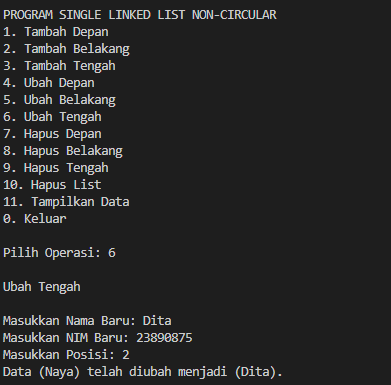 PROGRAM SINGLE LINKED LIST NON-CIRCULAR
1. Tambah Depan
2. Tambah Belakang
3. Tambah Tengah
4. Ubah Depan
5. Ubah Belakang
6. Ubah Tengah
7. Hapus Depan
8. Hapus Belakang
9. Hapus Tengah
10. Hapus List
11. Tampilkan Data
0. Keluar
Pilih Operasi: 6
Ubah Tengah
Masukkan Nama Baru: Dita
Masukkan NIM Baru: 23890875
Masukkan Posisi: 2
Data (Naya) telah diubah menjadi (Dita).